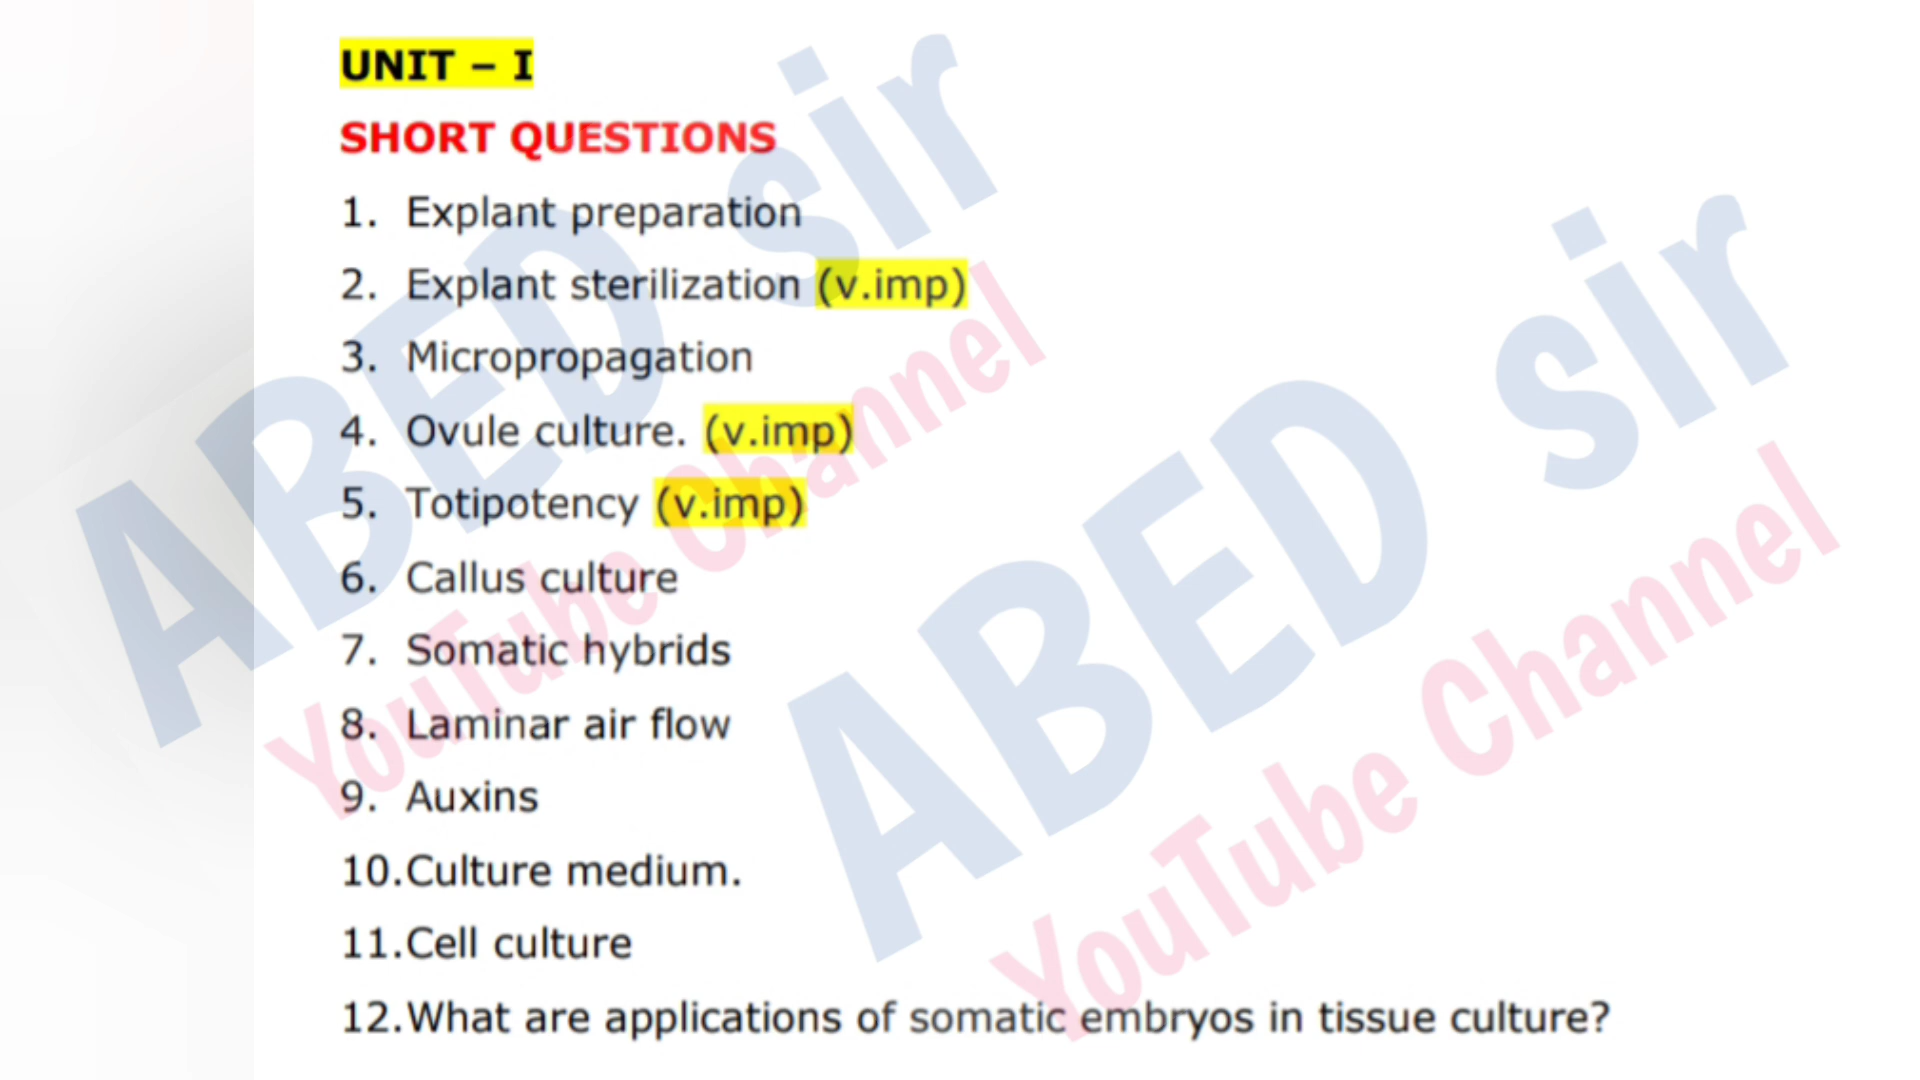 UNIT – I
SHORT QUESTIONS
1. Explant preparation
2. Explant sterilization (v.imp)
3. Micropropagation
4. Ovule culture. (v.imp)
5. Totipotency (v.imp)
6. Callus culture
7. Somatic hybrids
8. Laminar air flow
9. Auxins
10.Culture medium.
11.Cell culture
12.What are applications of somatic embryos in tissue culture?
ABED sir
YouTube Channel
ABED sir
YouTube Channel